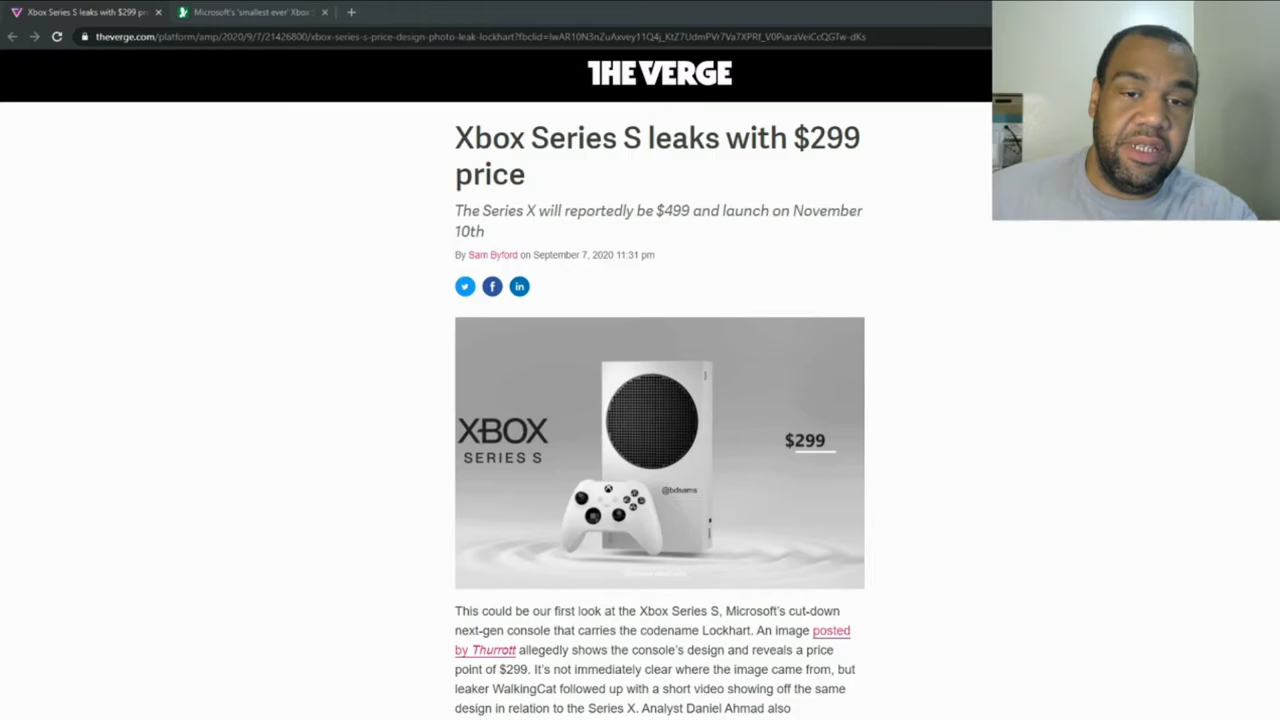 Xbox Series S leaks with $299 pr
Microsoft's 'smallest ever' Xbox
theverge.com/platform/amp/2020/9/7/21426800/xbox-series-s-price-design-photo-leak-lockhart?fbclid=
THE VERGE
Xbox Series S leaks with $299
price
The Series X will reportedly be $499 and launch on November
10th
By Sam Byford on September 7, 2020 11:31 pm
in
XBOX
SERIES S
$299
@bdsams
This could be our first look at the Xbox Series S, Microsoft's cut-down
next-gen console that carries the codename Lockhart. An image posted
by Thurrott allegedly shows the console's design and reveals a price
point of $299. It's not immediately clear where the image came from, but
leaker WalkingCat followed up with a short video showing off the same
design in relation to the Series X. Analyst Daniel Ahmad also